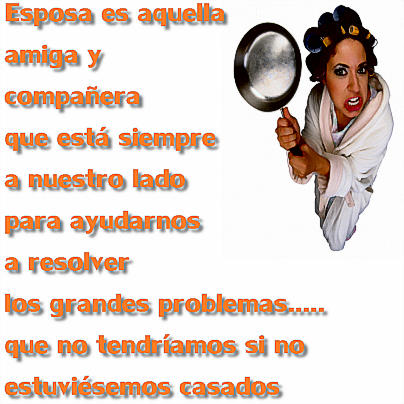 Esposa es aquella
amiga y
compañera
que está siempre
a nuestro lado
para ayudarnos
a resolver
los grandes problemas.....
que no tendríamos si no
estuviésemos casados